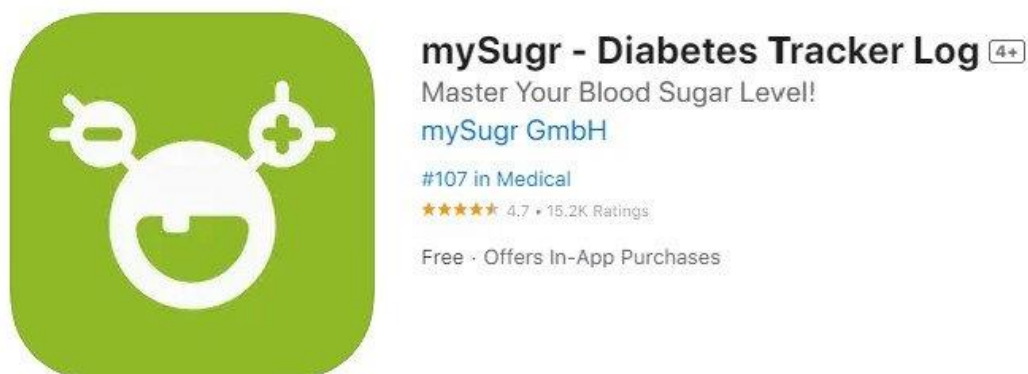 mySugr - Diabetes Tracker Log 4+
Master Your Blood Sugar Level!
mySugr GmbH
#107 in Medical
★★★★★ 4.7 • 15.2K Ratings
Free · Offers In-App Purchases